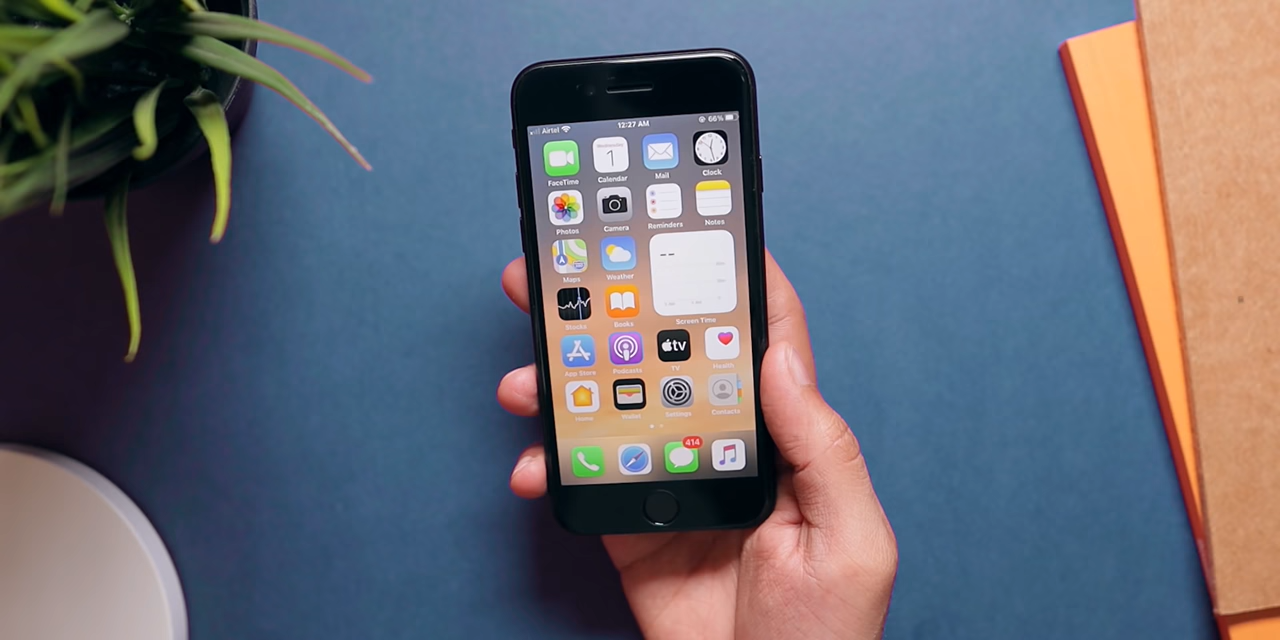 Airtel 12:27 AM 66%
Wednesday
1
FaceTime Calendar Mail Clock
Photos Camera Reminders Notes
--
Maps Weather
Stocks Books Screen Time
tv
App Store Podcasts TV Health
Home Wallet Settings Contacts
414